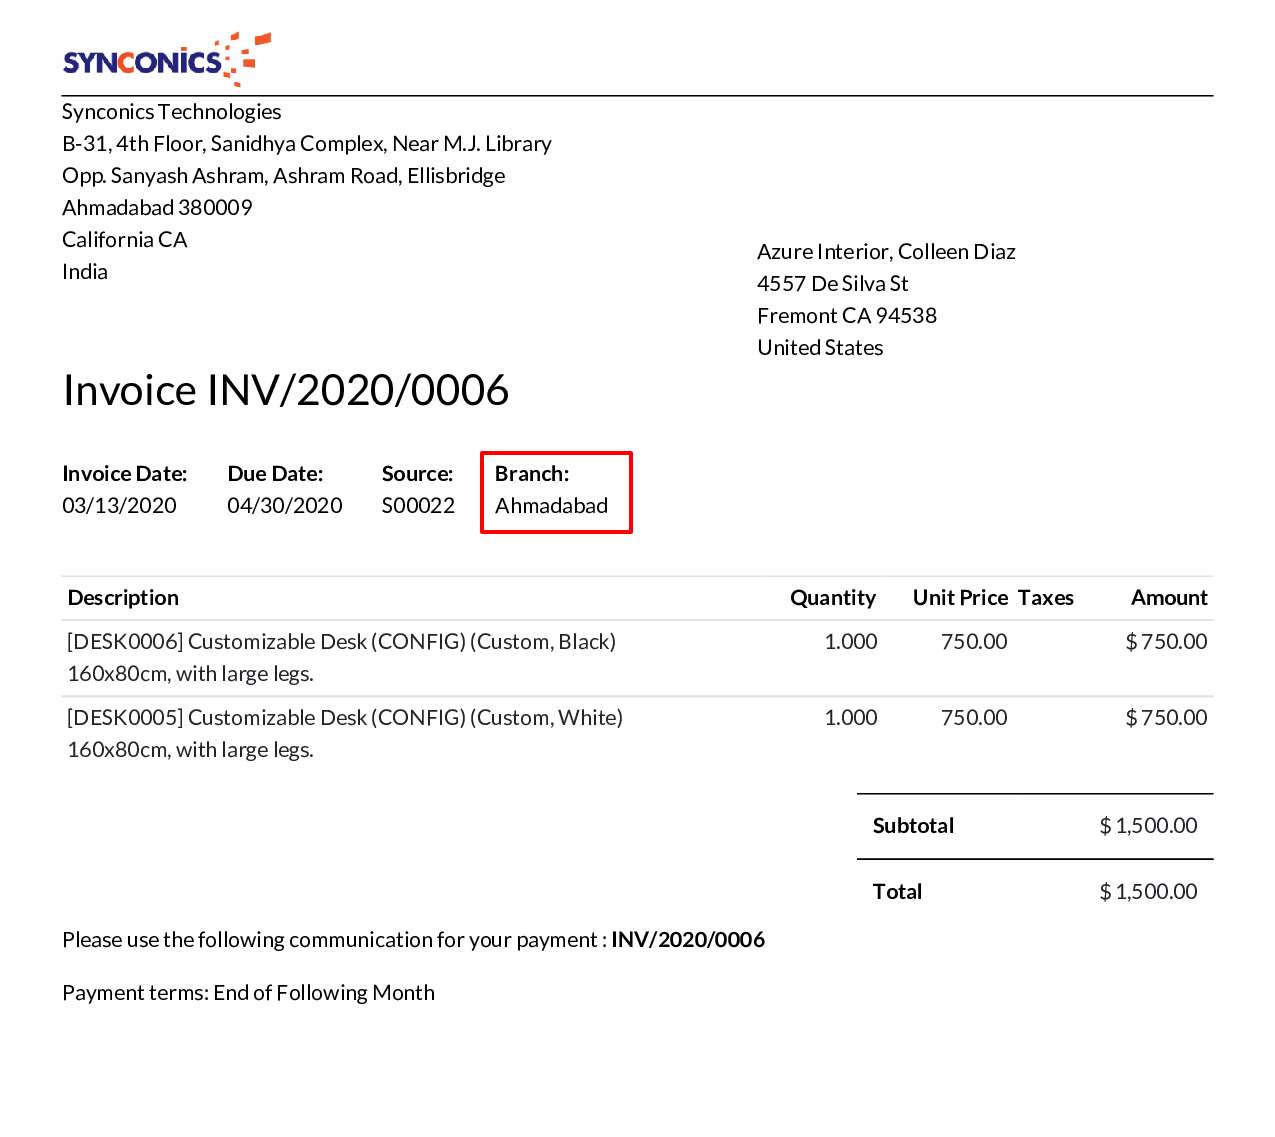 SYNCONICS
Synconics Technologies
B-31, 4th Floor, Sanidhya Complex, Near M.J. Library
Opp. Sanyash Ashram, Ashram Road, Ellisbridge
Ahmadabad 380009
California CA
India
Azure Interior, Colleen Diaz
4557 De Silva St
Fremont CA 94538
United States
Invoice INV/2020/0006
Invoice Date: Due Date: Source: Branch:
03/13/2020 04/30/2020 S00022 Ahmadabad
Description Quantity Unit Price Taxes Amount
[DESK0006] Customizable Desk (CONFIG) (Custom, Black) 1.000 750.00 $ 750.00
160x80cm, with large legs.
[DESK0005] Customizable Desk (CONFIG) (Custom, White) 1.000 750.00 $ 750.00
160x80cm, with large legs.
Subtotal $ 1,500.00
Total $ 1,500.00
Please use the following communication for your payment : INV/2020/0006
Payment terms: End of Following Month